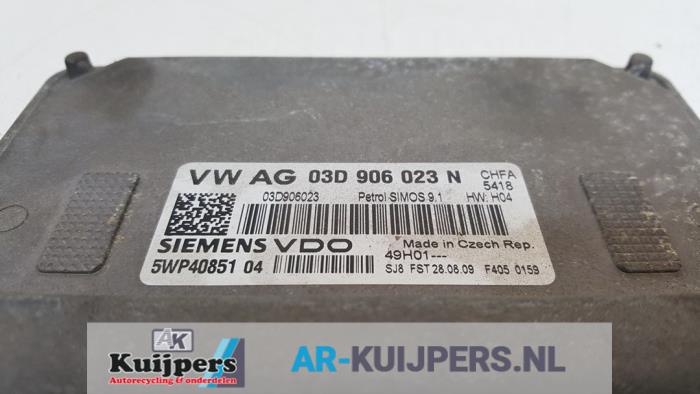 VW AG 03D 906 023 N CHFA
5418
03D906023 Petrol SIMOS 9.1 HW: H04
SIEMENS VDO Made in Czech Rep.
5WP40851 04 49H01---
SJ8 FST 28.08.09 F405 0159
AK
Kuijpers
Autorecycling & onderdelen
AR-KUIJPERS.NL